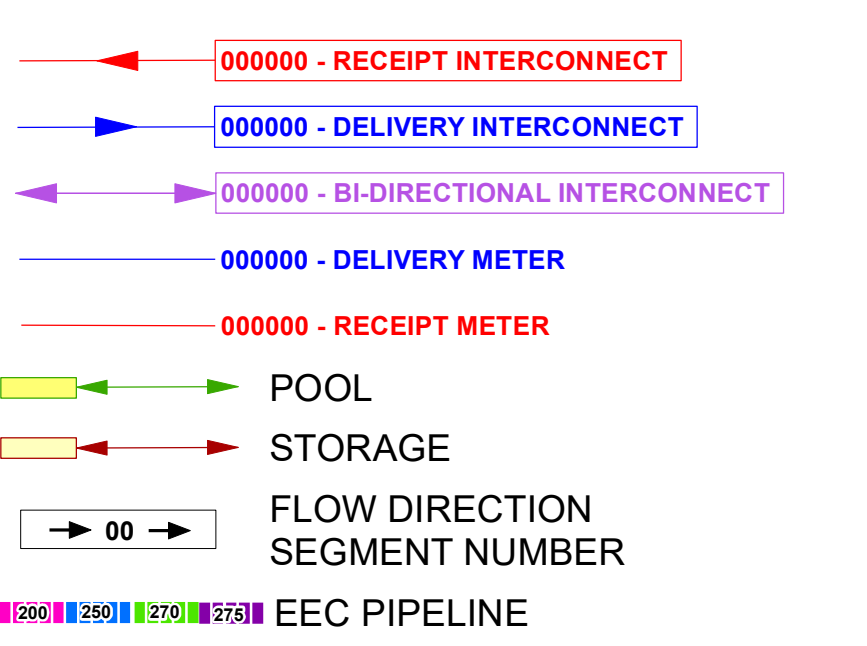 000000 - RECEIPT INTERCONNECT
000000 - DELIVERY INTERCONNECT
000000 - BI-DIRECTIONAL INTERCONNECT
000000 - DELIVERY METER
000000 - RECEIPT METER
POOL
STORAGE
00 FLOW DIRECTION
SEGMENT NUMBER
200 250 270 275 EEC PIPELINE